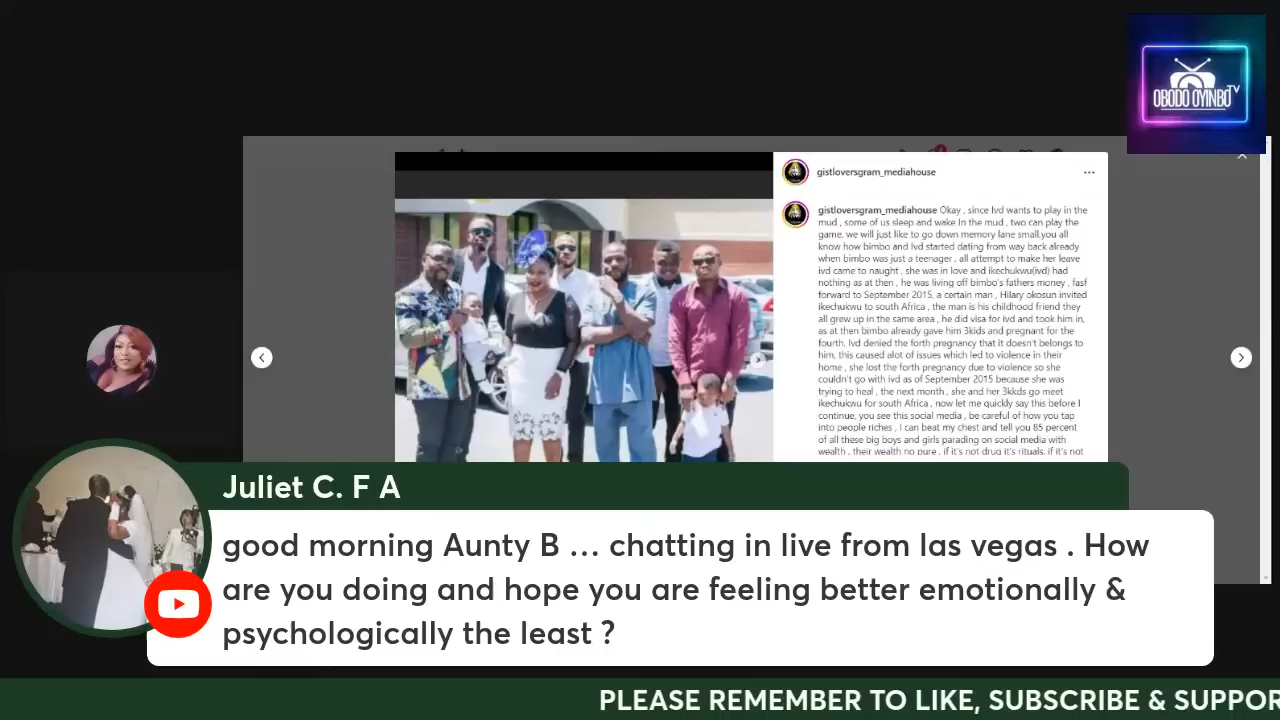 OBODO OYINBO TV
gistloversgram_mediahouse
gistloversgram_mediahouse Okay , since lvd wants to play in the
mud , some of us sleep and wake In the mud , two can play the
game, we will just like to go down memory lane small,you all
know how bimbo and lvd started dating from way back already
when bimbo was just a teenager , all attempt to make her leave
ivd came to naught , she was in love and ikechukwu(ivd) had
nothing as at then , he was living off bimbo's fathers money , fasf
forward to September 2015, a certain man , Hilary okosun invited
ikechukwu to south Africa , the man is his childhood friend they
all grew up in the same area , he did visa for ivd and took him in,
as at then bimbo already gave him 3kids and pregnant for the
fourth, Ivd denied the forth pregnancy that it doesn't belongs to
him, this caused alot of issues which led to violence in their
home , she lost the forth pregnancy due to violence so she
couldn't go with ivd as of September 2015 because she was
trying to heal , the next month , she and her 3kkds go meet
ikechukwu for south Africa , now let me quickly say this before I
continue, you see this social media , be careful of how you tap
into people riches , I can beat my chest and tell you 85 percent
of all these big boys and girls parading on social media with
wealth , their wealth no pure , if it's not drug it's rituals, if it's not
Juliet C. F A
good morning Aunty B ... chatting in live from las vegas . How
are you doing and hope you are feeling better emotionally &
psychologically the least ?
PLEASE REMEMBER TO LIKE, SUBSCRIBE & SUPPOR